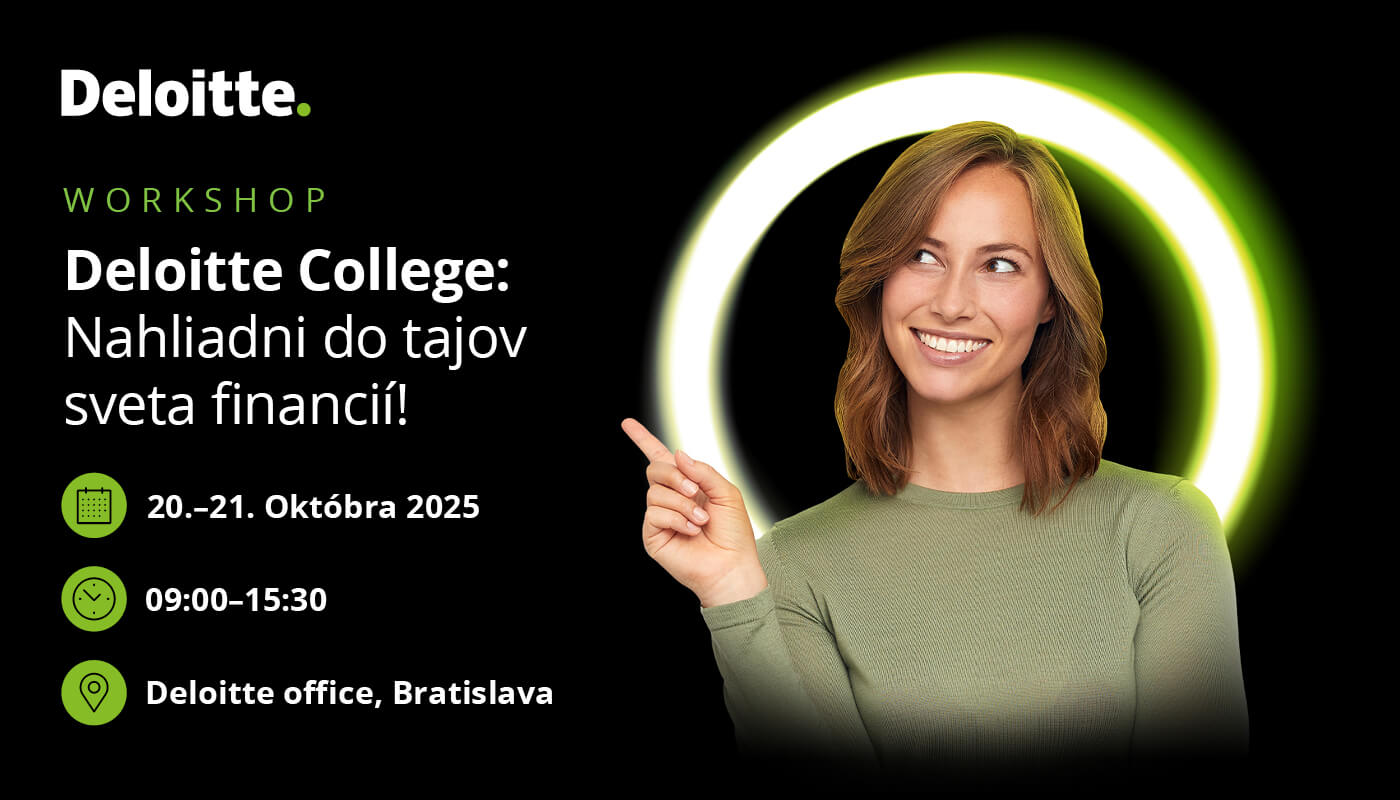 Deloitte.
WORKSHOP
Deloitte College:
Nahliadni do tajov
sveta financií!
20.–21. Októbra 2025
09:00–15:30
Deloitte office, Bratislava